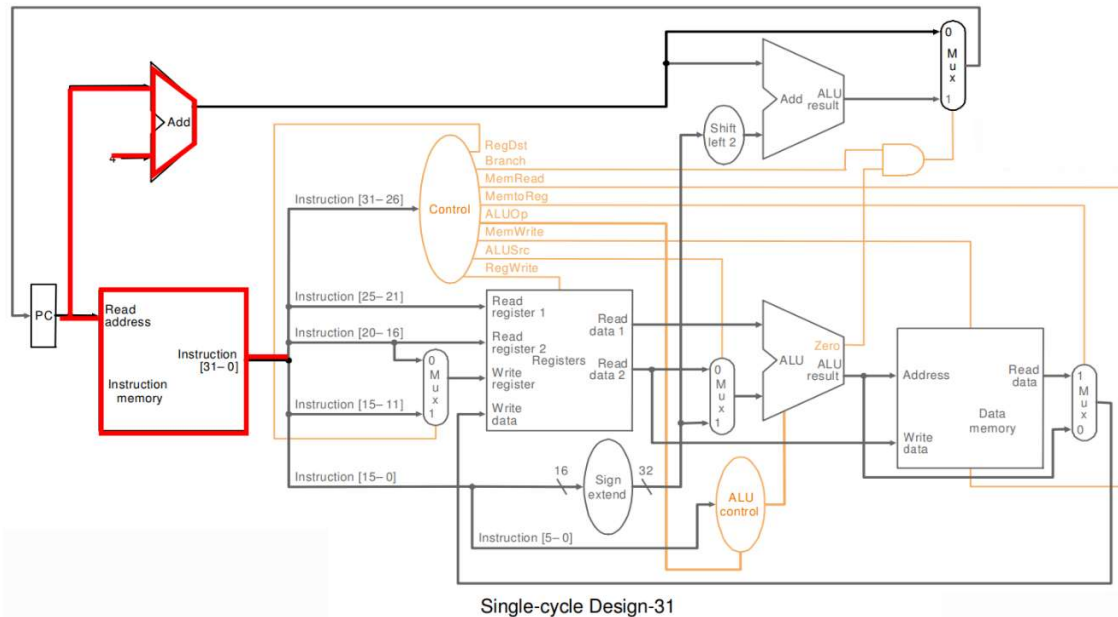 0
M
u
x
1
Add
ALU
result
Add
4
Shift
left 2
RegDst
Branch
MemRead
MemtoReg
ALUOp
MemWrite
ALUSrc
RegWrite
Control
Instruction [31–26]
PC
Read
address
Instruction
[31–0]
Instruction
memory
Instruction [25–21]
Instruction [20–16]
Instruction [15–11]
0
M
u
x
1
Read
register 1
Read
register 2
Write
register
Write
data
Registers
Read
data 1
Read
data 2
0
M
u
x
1
Zero
ALU
ALU
result
Address
Write
data
Read
data
Data
memory
1
M
u
x
0
Instruction [15–0]
16
Sign
extend
32
ALU
control
Instruction [5–0]
Single-cycle Design-31